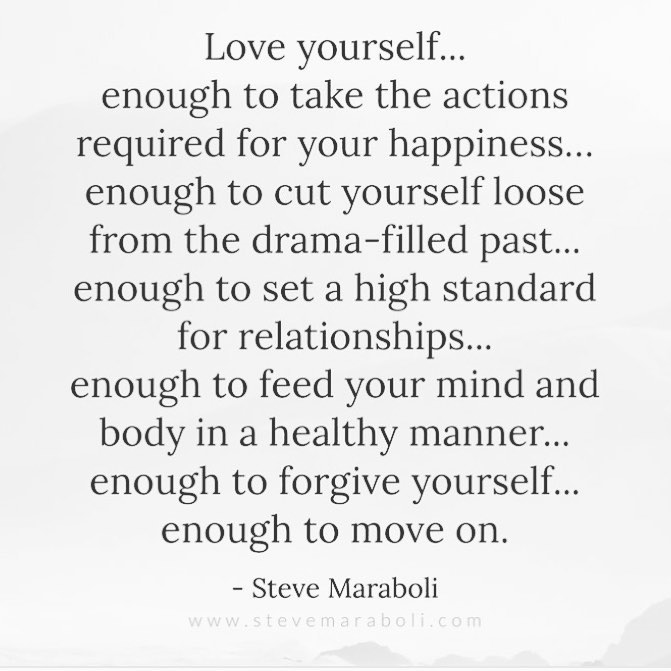 Love yourself...
enough to take the actions
required for your happiness...
enough to cut yourself loose
from the drama-filled past...
enough to set a high standard
for relationships...
enough to feed your mind and
body in a healthy manner...
enough to forgive yourself...
enough to move on.
- Steve Maraboli
www.stevemaraboli.com